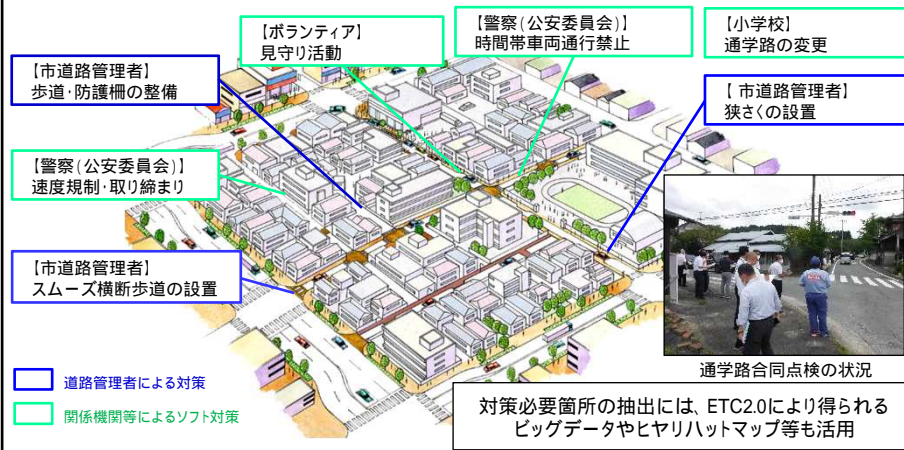 【ボランティア】
見守り活動
【警察(公安委員会)】
時間帯車両通行禁止
【小学校】
通学路の変更
【市道路管理者】
歩道・防護柵の整備
【 市道路管理者】
狭さくの設置
【警察(公安委員会)】
速度規制・取り締まり
【市道路管理者】
スムーズ横断歩道の設置
通学路合同点検の状況
道路管理者による対策
関係機関等によるソフト対策
対策必要箇所の抽出には、ETC2.0により得られる
ビッグデータやヒヤリハットマップ等も活用